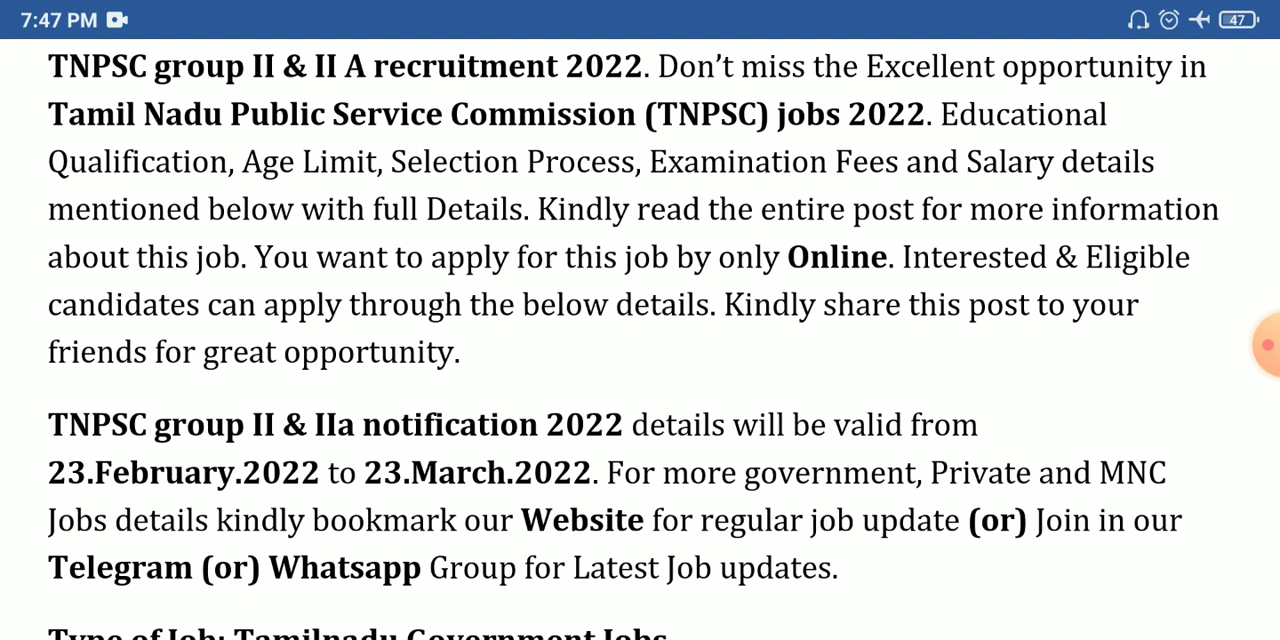 7:47 PM
47
TNPSC group II & II A recruitment 2022. Don’t miss the Excellent opportunity in
Tamil Nadu Public Service Commission (TNPSC) jobs 2022. Educational
Qualification, Age Limit, Selection Process, Examination Fees and Salary details
mentioned below with full Details. Kindly read the entire post for more information
about this job. You want to apply for this job by only Online. Interested & Eligible
candidates can apply through the below details. Kindly share this post to your
friends for great opportunity.
TNPSC group II & IIa notification 2022 details will be valid from
23.February.2022 to 23.March.2022. For more government, Private and MNC
Jobs details kindly bookmark our Website for regular job update (or) Join in our
Telegram (or) Whatsapp Group for Latest Job updates.
Type of Job: Tamilnadu Government Jobs